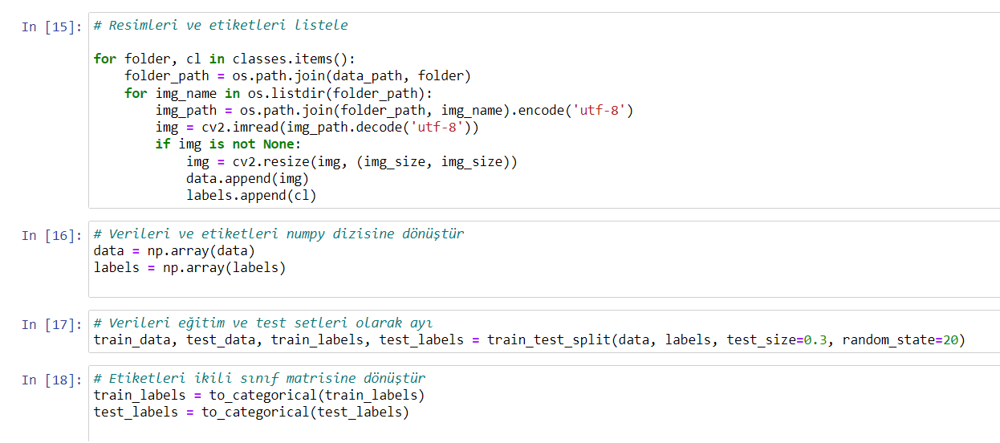 In [15]: # Resimleri ve etiketleri listele
for folder, cl in classes.items():
    folder_path = os.path.join(data_path, folder)
    for img_name in os.listdir(folder_path):
        img_path = os.path.join(folder_path, img_name).encode('utf-8')
        img = cv2.imread(img_path.decode('utf-8'))
        if img is not None:
            img = cv2.resize(img, (img_size, img_size))
            data.append(img)
            labels.append(cl)
In [16]: # Verileri ve etiketleri numpy dizisine dönüştür
data = np.array(data)
labels = np.array(labels)
In [17]: # Verileri eğitim ve test setleri olarak ayı
train_data, test_data, train_labels, test_labels = train_test_split(data, labels, test_size=0.3, random_state=20)
In [18]: # Etiketleri ikili sınıf matrisine dönüştür
train_labels = to_categorical(train_labels)
test_labels = to_categorical(test_labels)